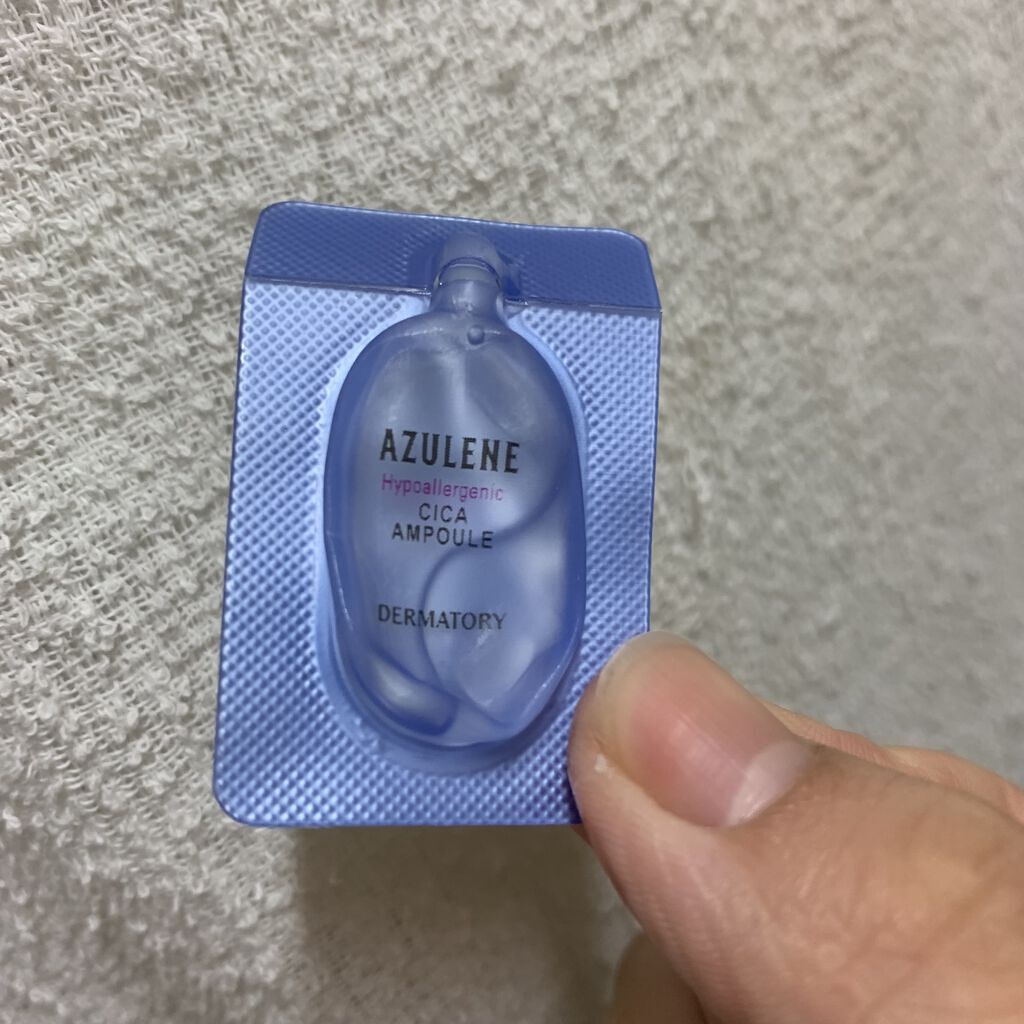 AZULENE
Hypoallergenic
CICA
AMPOULE
DERMATORY